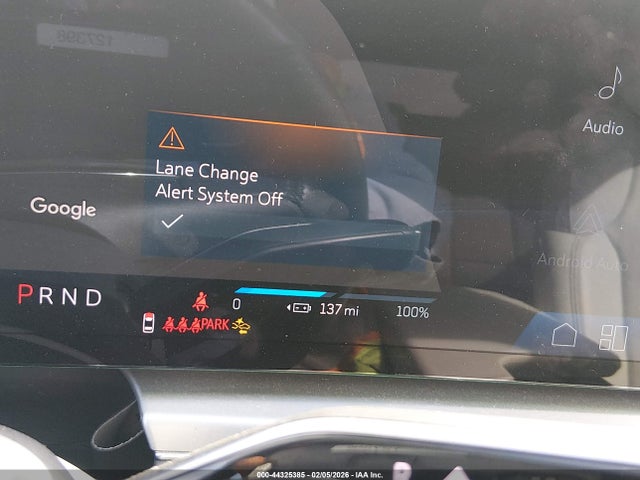 127398
Audio
Lane Change
Alert System Off
Google
Android Auto
PRND
0
137 mi
100%
PARK
000-44325385 - 02/05/2026 - IAA Inc.